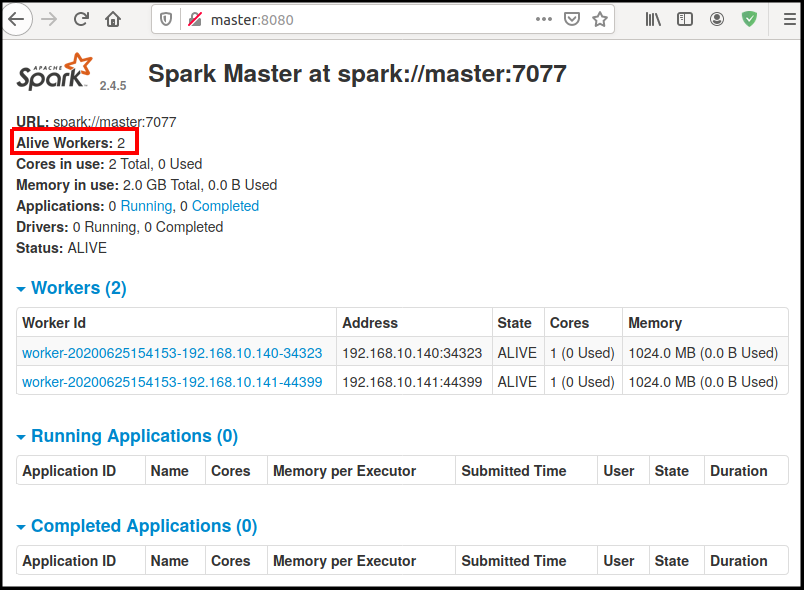 master:8080
APACHE
Spark 2.4.5 Spark Master at spark://master:7077
URL: spark://master:7077
Alive Workers: 2
Cores in use: 2 Total, 0 Used
Memory in use: 2.0 GB Total, 0.0 B Used
Applications: 0 Running, 0 Completed
Drivers: 0 Running, 0 Completed
Status: ALIVE
Workers (2)
Worker Id Address State Cores Memory
worker-20200625154153-192.168.10.140-34323 192.168.10.140:34323 ALIVE 1 (0 Used) 1024.0 MB (0.0 B Used)
worker-20200625154153-192.168.10.141-44399 192.168.10.141:44399 ALIVE 1 (0 Used) 1024.0 MB (0.0 B Used)
Running Applications (0)
Application ID Name Cores Memory per Executor Submitted Time User State Duration
Completed Applications (0)
Application ID Name Cores Memory per Executor Submitted Time User State Duration